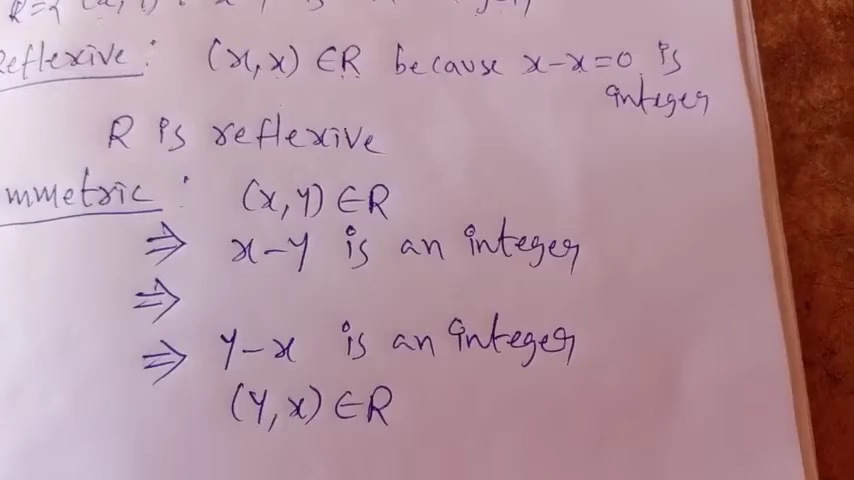 Reflexive: (x,x) ∈R because x-x=0 is
integer
R is reflexive
mmetric: (x,y) ∈R
⇒ x-y is an integer
⇒
⇒ y-x is an integer
(y,x) ∈R